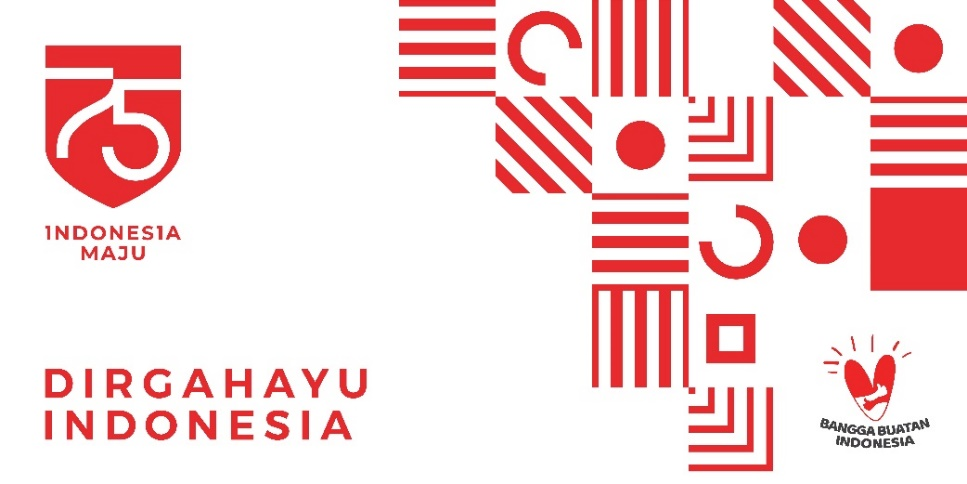 75
INDONESIA
MAJU
DIRGAHAYU
INDONESIA
BANGGA BUATAN
INDONESIA